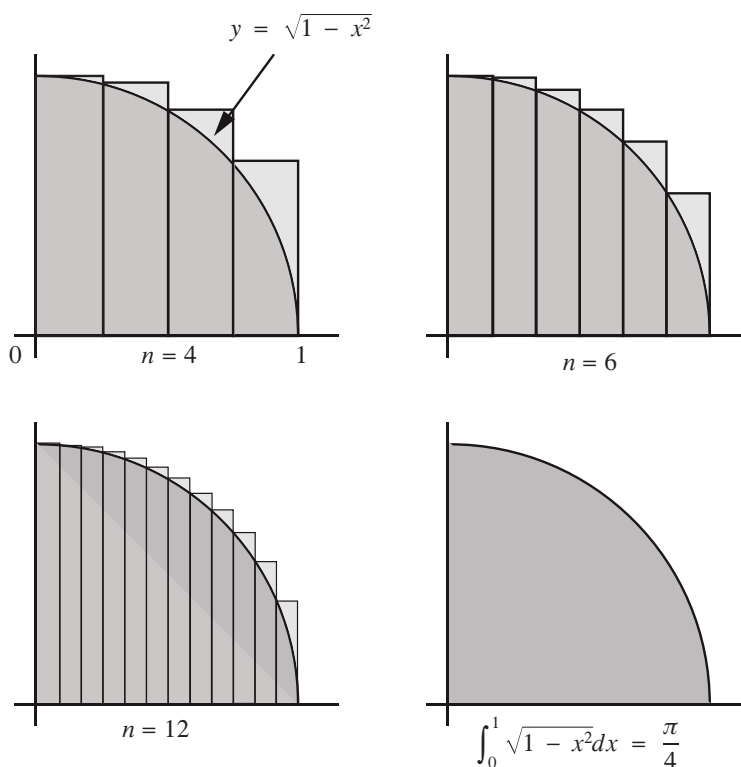 y = √(1 − x²)
0
n = 4
1
n = 6
n = 12
∫₀¹ √(1 − x²)dx = π/4